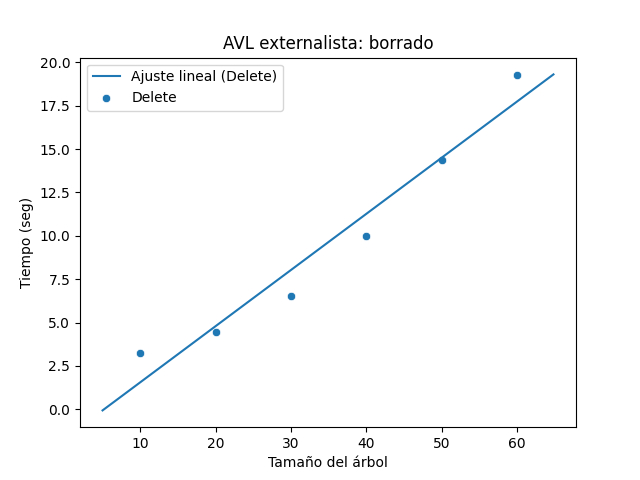 AVL externalista: borrado
Ajuste lineal (Delete)
Delete
Tiempo (seg)
20.0
17.5
15.0
12.5
10.0
7.5
5.0
2.5
0.0
10 20 30 40 50 60
Tamaño del árbol